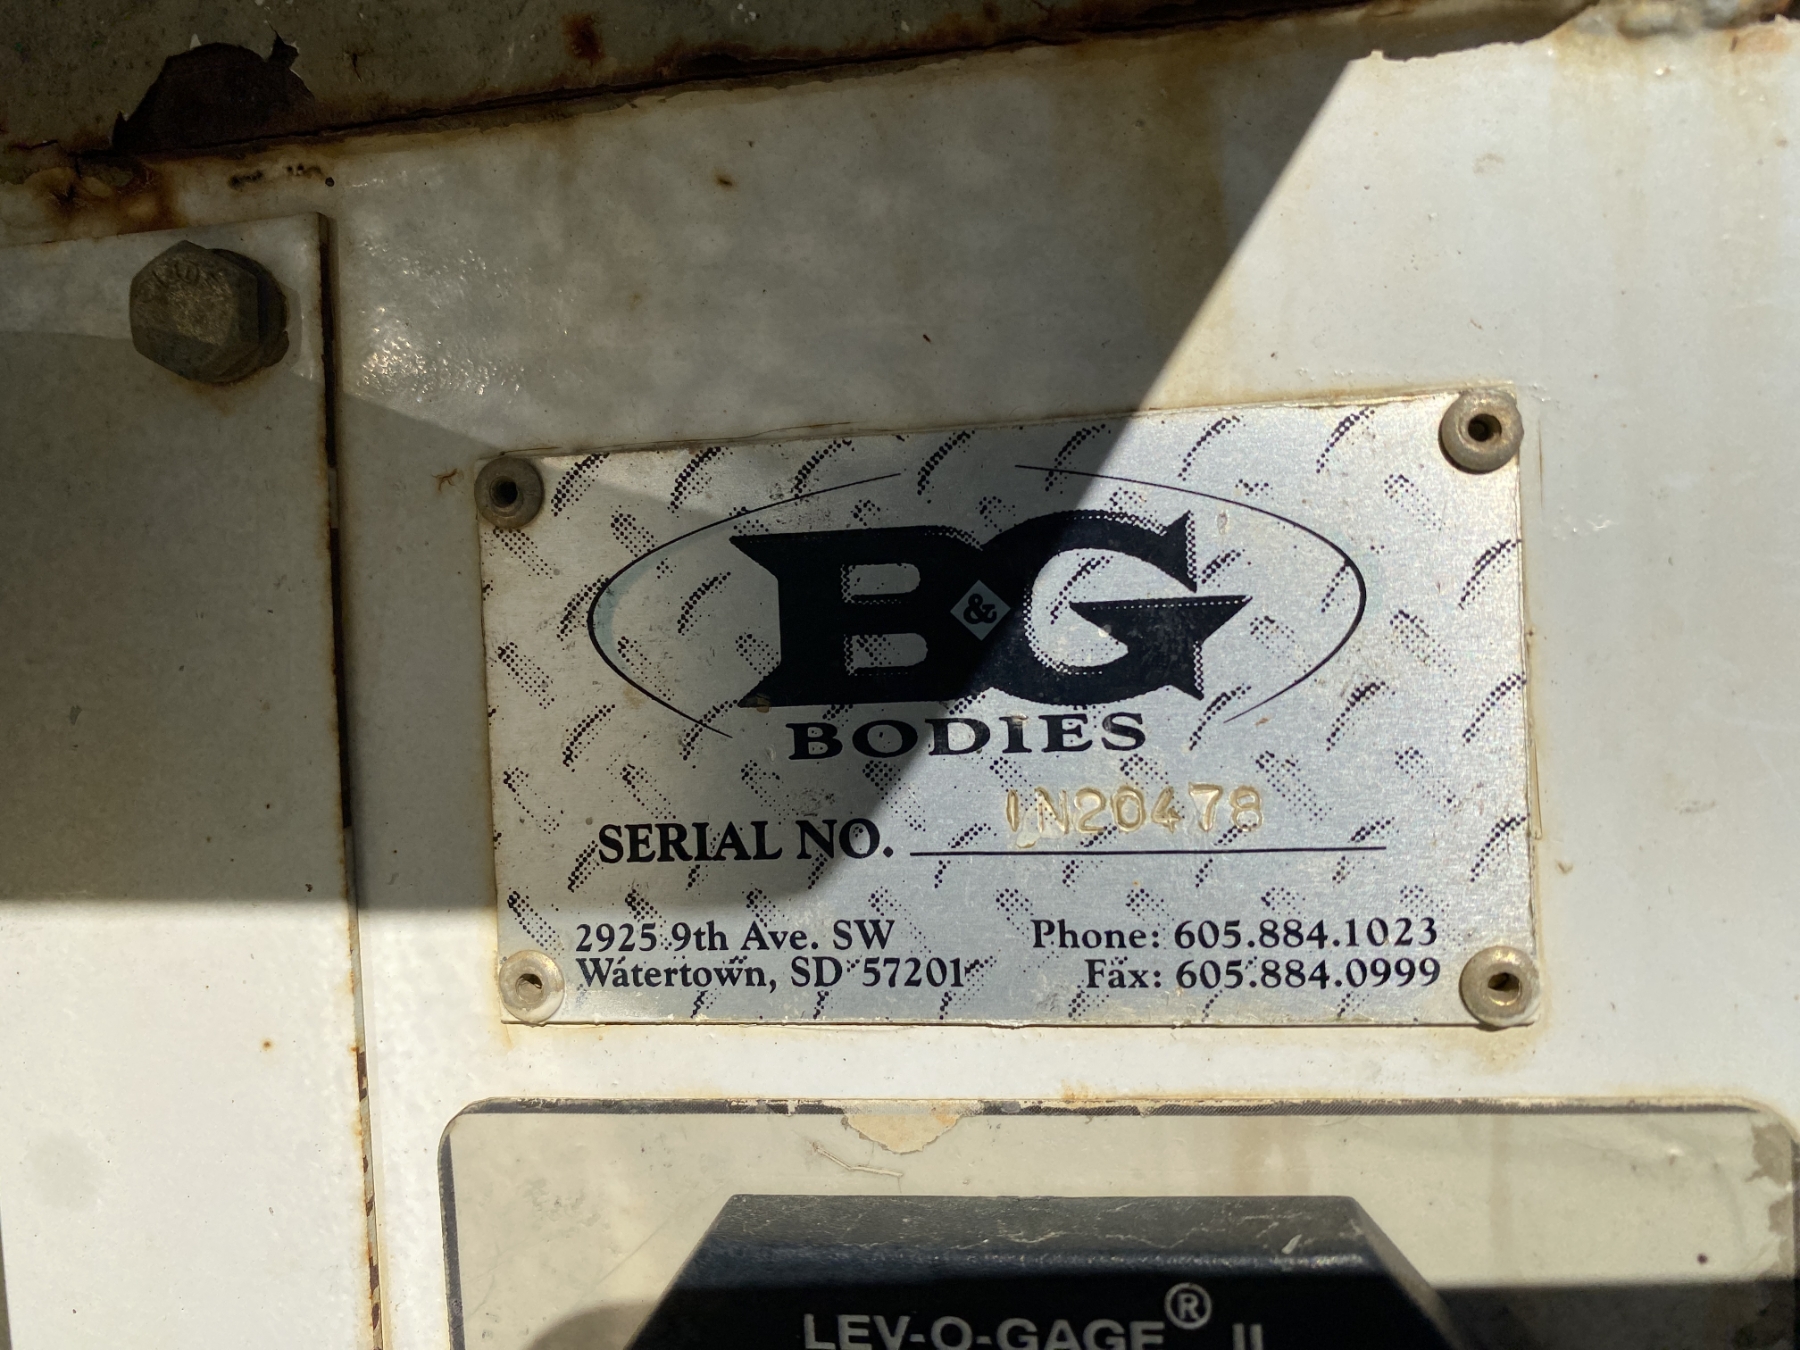 B&G
BODIES
SERIAL NO. 1N20478
2925 9th Ave. SW
Watertown, SD 57201
Phone: 605.884.1023
Fax: 605.884.0999
LEV-O-GAGE® II